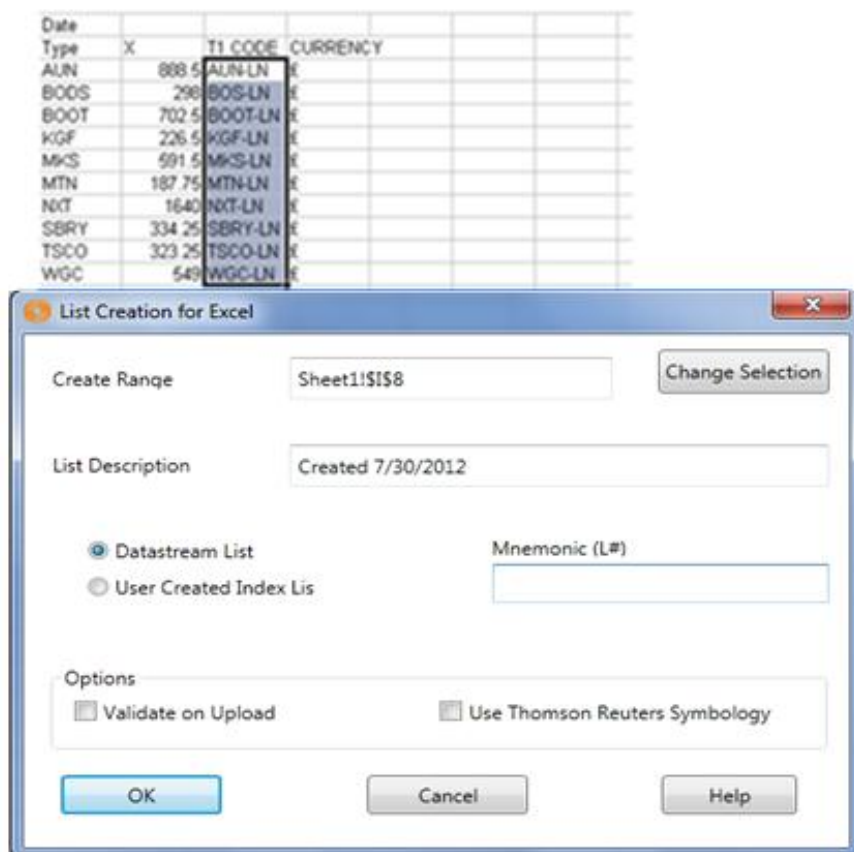 Date
Type X T1 CODE CURRENCY
AUN 888.5 AUN-LN £
BODS 298 BOS-LN £
BOOT 702.5 BOOT-LN £
KGF 226.5 KGF-LN £
MKS 591.5 MKS-LN £
MTN 187.75 MTN-LN £
NXT 1640 NXT-LN £
SBRY 334.25 SBRY-LN £
TSCO 323.25 TSCO-LN £
WGC 549 WGC-LN £
List Creation for Excel
Create Range Sheet1!$I$8 Change Selection
List Description Created 7/30/2012
Datastream List Mnemonic (L#)
User Created Index Lis
Options
Validate on Upload Use Thomson Reuters Symbology
OK Cancel Help